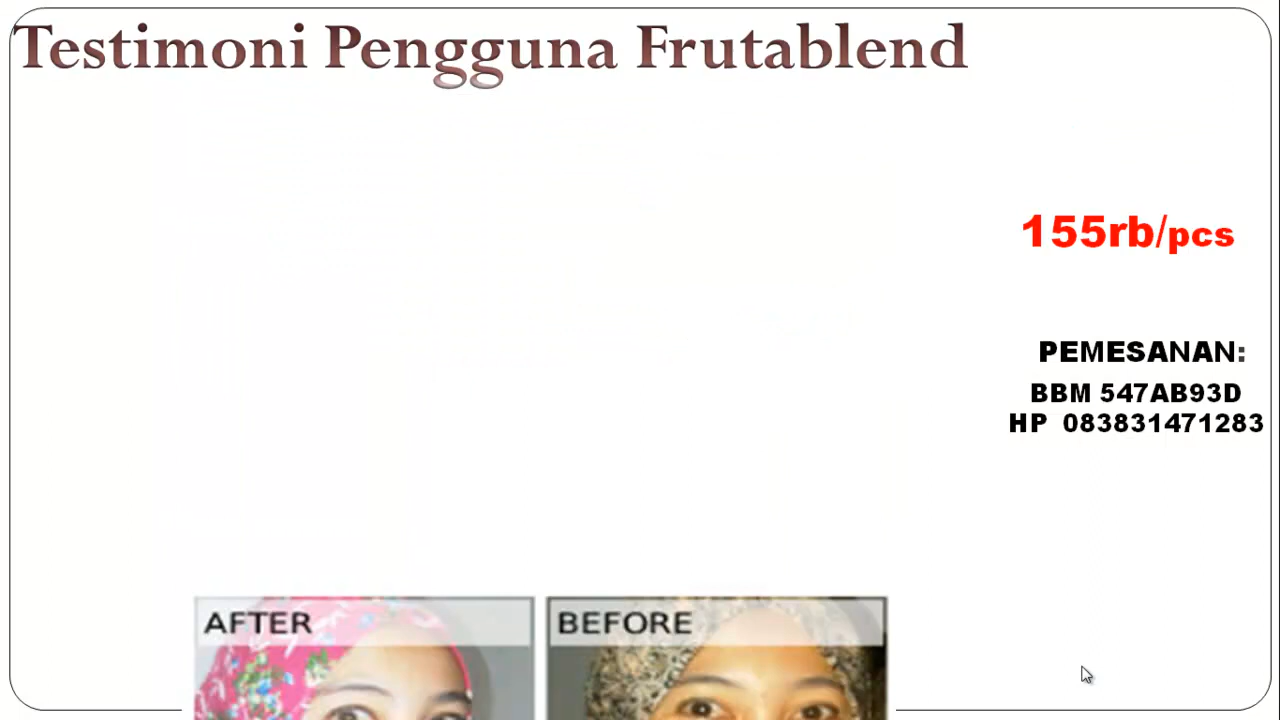 Testimoni Pengguna Frutablend
155rb/pcs
PEMESANAN:
BBM 547AB93D
HP 083831471283
AFTER
BEFORE